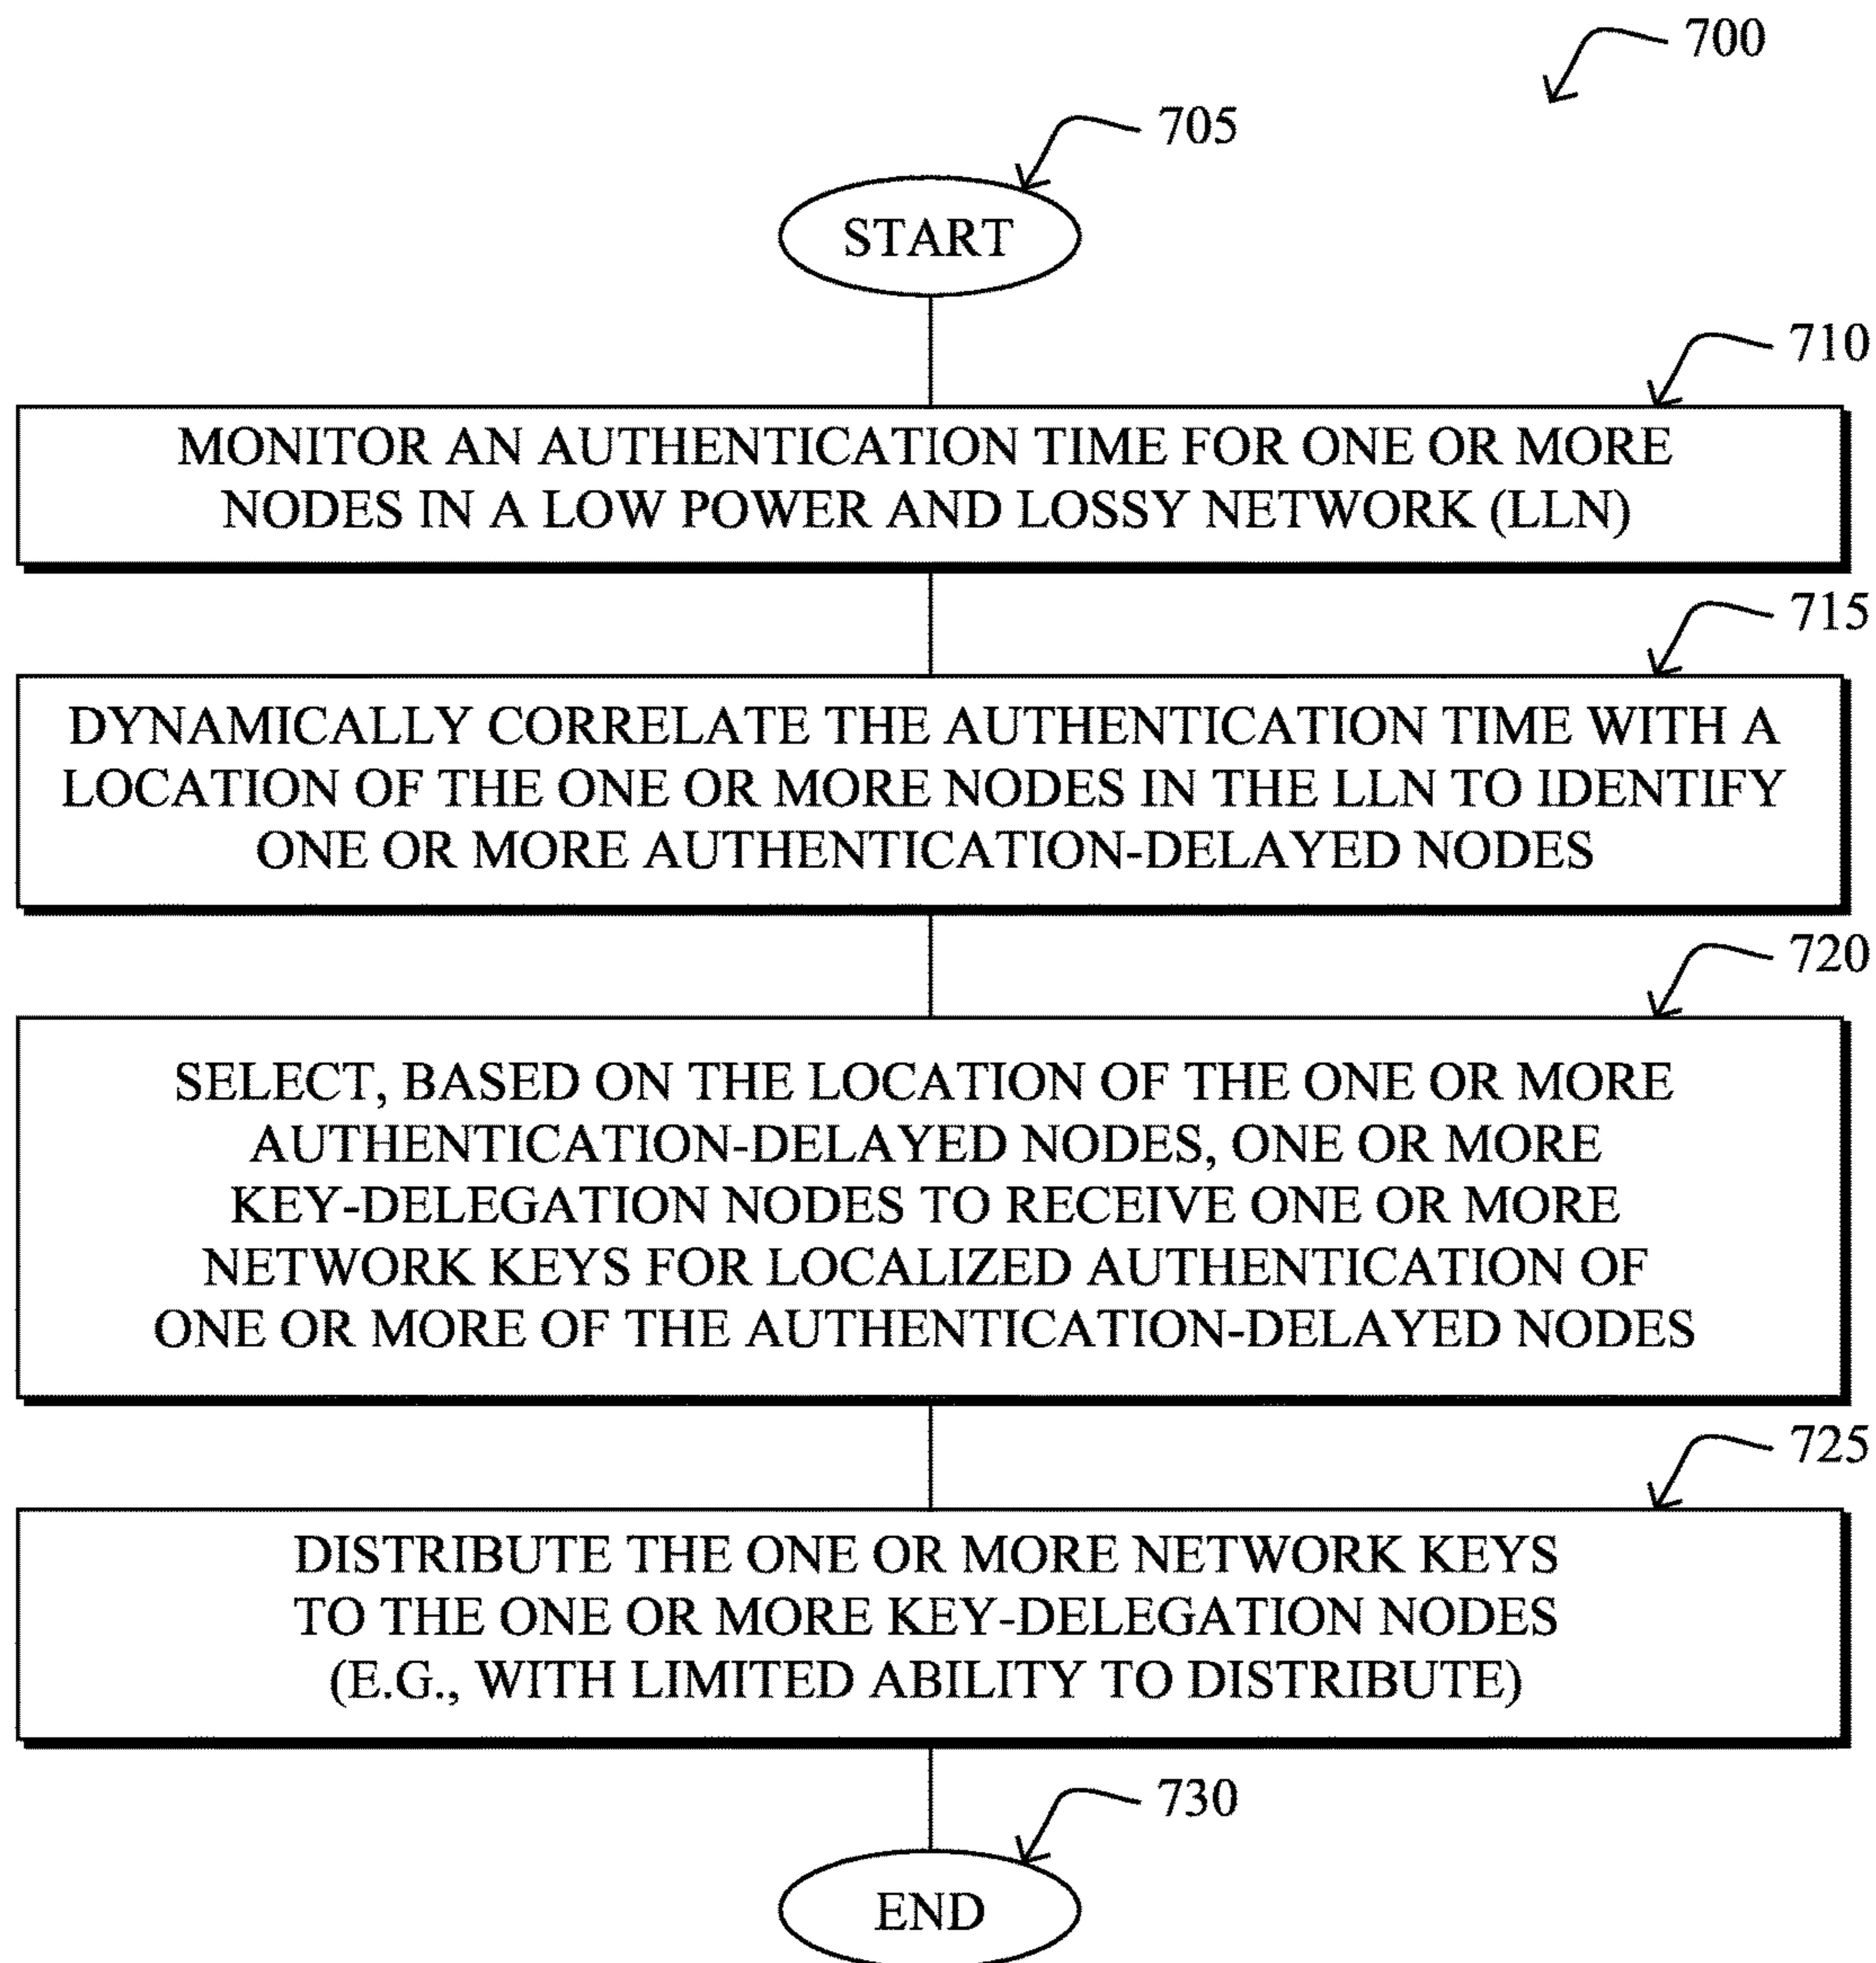 700
705
START
710
MONITOR AN AUTHENTICATION TIME FOR ONE OR MORE
NODES IN A LOW POWER AND LOSSY NETWORK (LLN)
715
DYNAMICALLY CORRELATE THE AUTHENTICATION TIME WITH A
LOCATION OF THE ONE OR MORE NODES IN THE LLN TO IDENTIFY
ONE OR MORE AUTHENTICATION-DELAYED NODES
720
SELECT, BASED ON THE LOCATION OF THE ONE OR MORE
AUTHENTICATION-DELAYED NODES, ONE OR MORE
KEY-DELEGATION NODES TO RECEIVE ONE OR MORE
NETWORK KEYS FOR LOCALIZED AUTHENTICATION OF
ONE OR MORE OF THE AUTHENTICATION-DELAYED NODES
725
DISTRIBUTE THE ONE OR MORE NETWORK KEYS
TO THE ONE OR MORE KEY-DELEGATION NODES
(E.G., WITH LIMITED ABILITY TO DISTRIBUTE)
730
END